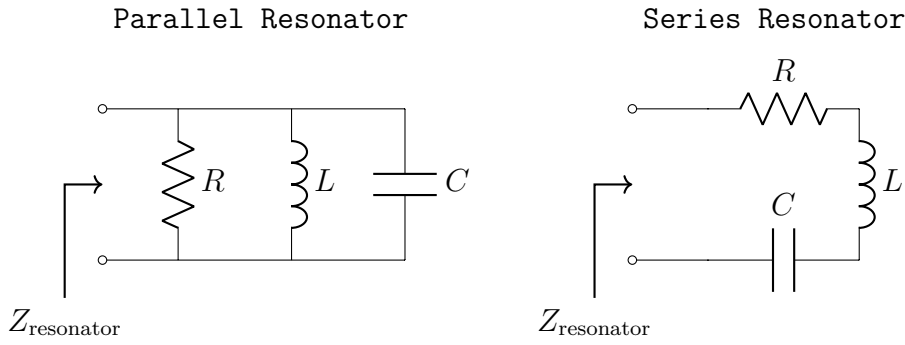 Parallel Resonator
R
L
C
Z_resonator
Series Resonator
R
L
C
Z_resonator